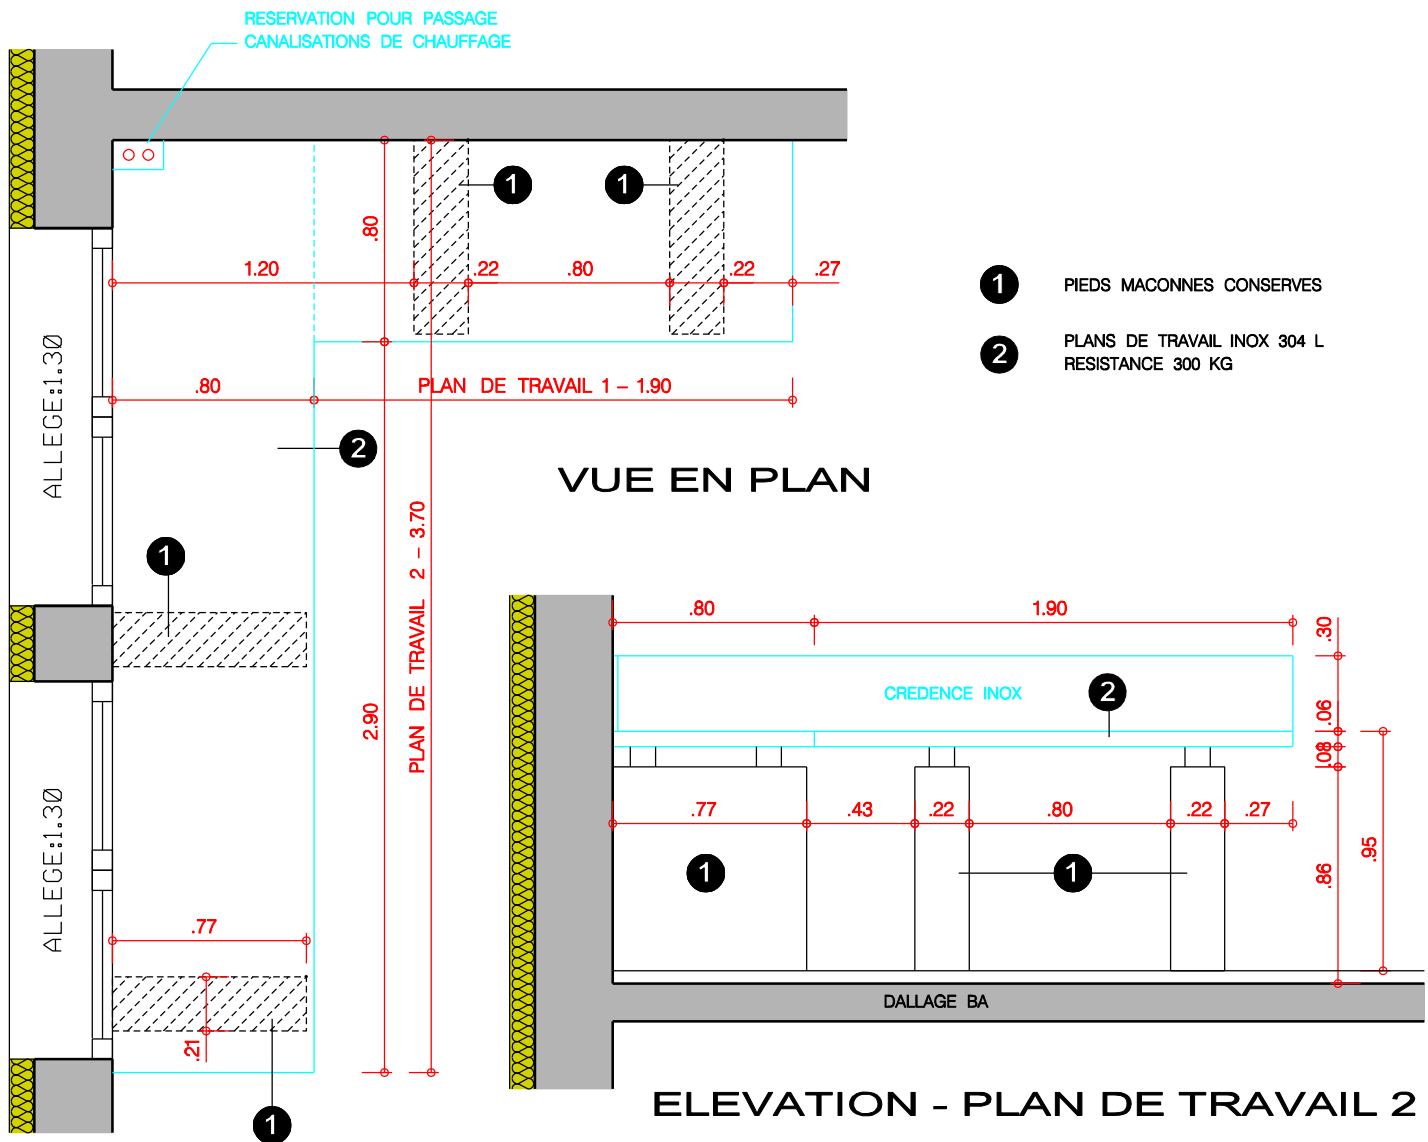 RESERVATION POUR PASSAGE
CANALISATIONS DE CHAUFFAGE
1
1
.80
1.20
.22
.80
.22
.27
1
PIEDS MACONNES CONSERVES
2
PLANS DE TRAVAIL INOX 304 L
RESISTANCE 300 KG
ALLEGE:1.30
.80
PLAN DE TRAVAIL 1 – 1.90
2
VUE EN PLAN
PLAN DE TRAVAIL 2 – 3.70
1
2.90
ALLEGE:1.30
.77
.21
1
.80
1.90
.30
CREDENCE INOX
2
.06
.08
.77
.43
.22
.80
.22
.27
.95
.86
1
1
DALLAGE BA
ELEVATION - PLAN DE TRAVAIL 2